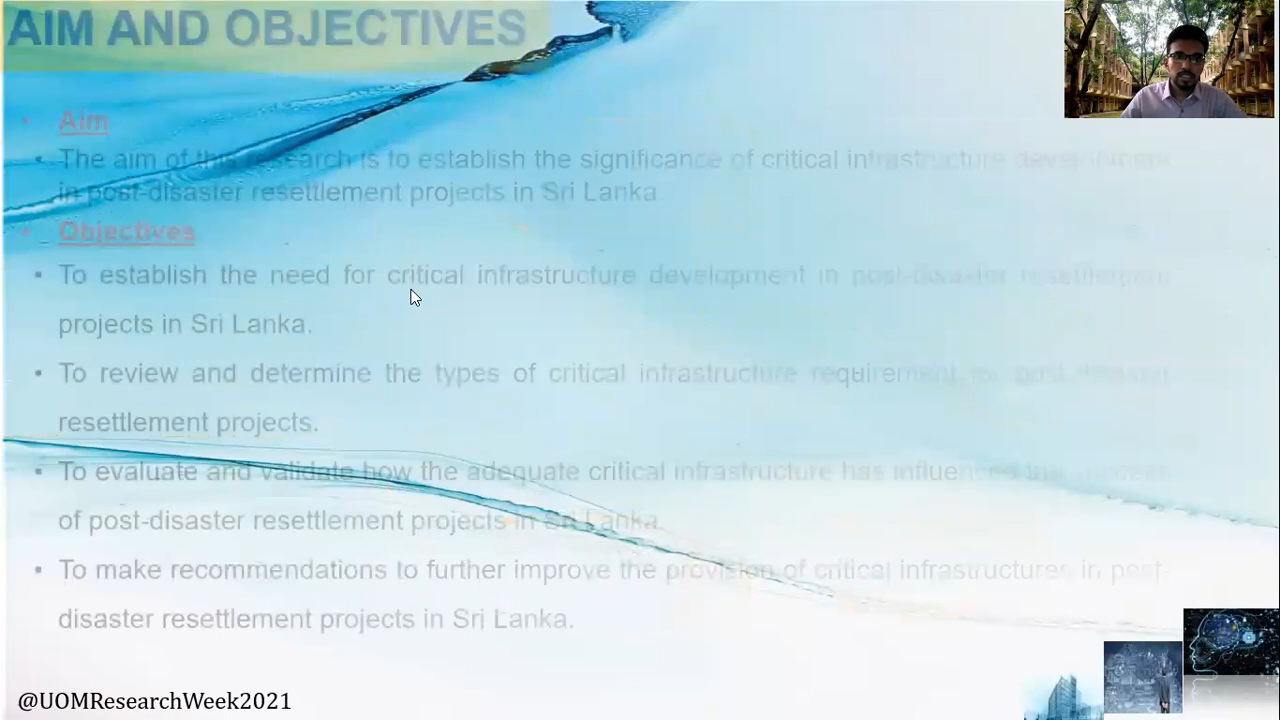 AIM AND OBJECTIVES
• Aim
• The aim of this research is to establish the significance of critical infrastructure development
in post-disaster resettlement projects in Sri Lanka.
• Objectives
• To establish the need for critical infrastructure development in post-disaster resettlement
projects in Sri Lanka.
• To review and determine the types of critical infrastructure requirement for post-disaster
resettlement projects.
• To evaluate and validate how the adequate critical infrastructure has influenced the
of post-disaster resettlement projects in Sri Lanka.
• To make recommendations to further improve the provision of critical infrastructures in post-
disaster resettlement projects in Sri Lanka.
@UOMResearchWeek2021